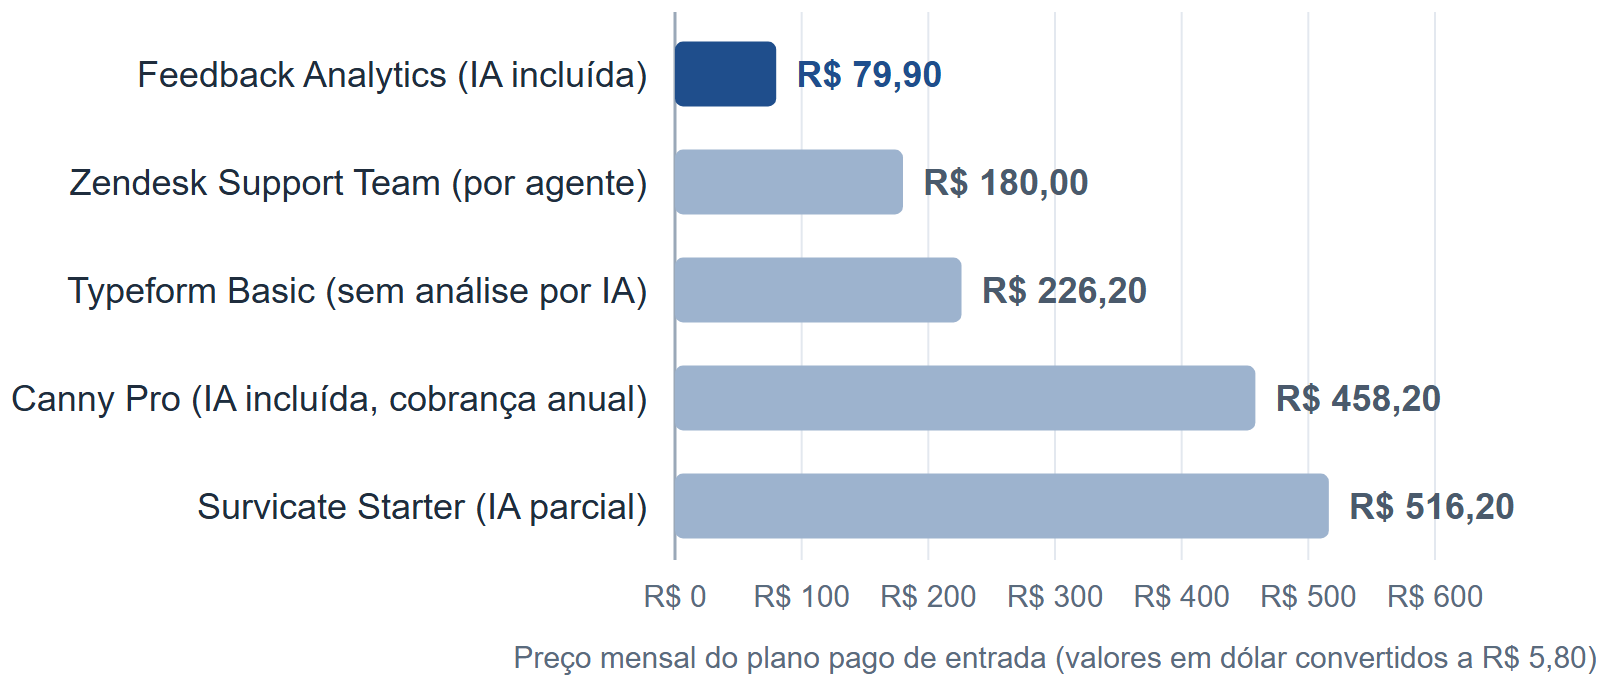 Feedback Analytics (IA incluída) R$ 79,90
Zendesk Support Team (por agente) R$ 180,00
Typeform Basic (sem análise por IA) R$ 226,20
Canny Pro (IA incluída, cobrança anual) R$ 458,20
Survicate Starter (IA parcial) R$ 516,20
R$ 0 R$ 100 R$ 200 R$ 300 R$ 400 R$ 500 R$ 600
Preço mensal do plano pago de entrada (valores em dólar convertidos a R$ 5,80)